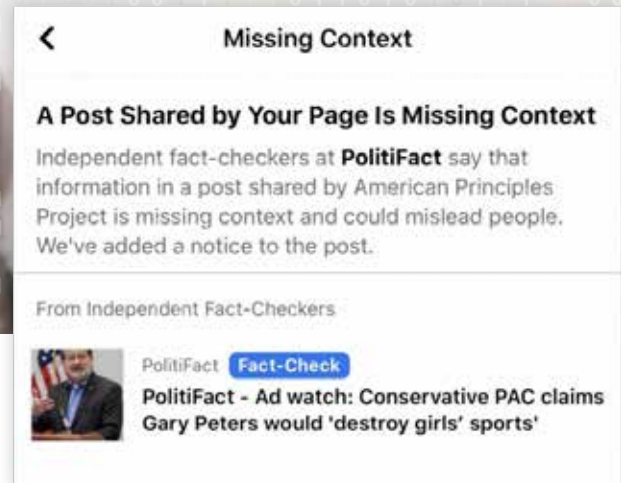 Missing Context
A Post Shared by Your Page Is Missing Context
Independent fact-checkers at PolitiFact say that
information in a post shared by American Principles
Project is missing context and could mislead people.
We've added a notice to the post.
From Independent Fact-Checkers
PolitiFact Fact-Check
PolitiFact - Ad watch: Conservative PAC claims
Gary Peters would 'destroy girls' sports'